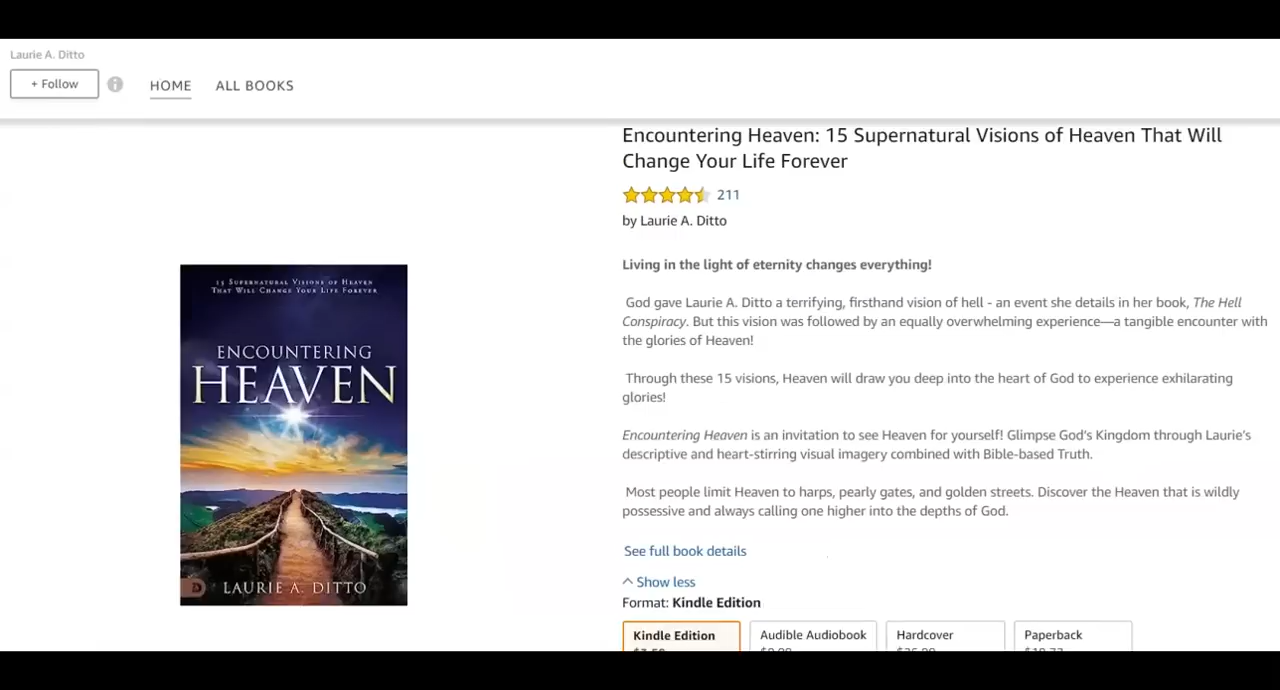 Laurie A. Ditto
+ Follow
HOME
ALL BOOKS
Encountering Heaven: 15 Supernatural Visions of Heaven That Will
Change Your Life Forever
211
by Laurie A. Ditto
Living in the light of eternity changes everything!
God gave Laurie A. Ditto a terrifying, firsthand vision of hell - an event she details in her book, The Hell
Conspiracy. But this vision was followed by an equally overwhelming experience—a tangible encounter with
the glories of Heaven!
Through these 15 visions, Heaven will draw you deep into the heart of God to experience exhilarating
glories!
Encountering Heaven is an invitation to see Heaven for yourself! Glimpse God's Kingdom through Laurie's
descriptive and heart-stirring visual imagery combined with Bible-based Truth.
Most people limit Heaven to harps, pearly gates, and golden streets. Discover the Heaven that is wildly
possessive and always calling one higher into the depths of God.
See full book details
Show less
Format: Kindle Edition
Kindle Edition
Audible Audiobook
Hardcover
Paperback
15 Supernatural Visions of Heaven
That Will Change Your Life Forever
ENCOUNTERING
HEAVEN
LAURIE A. DITTO